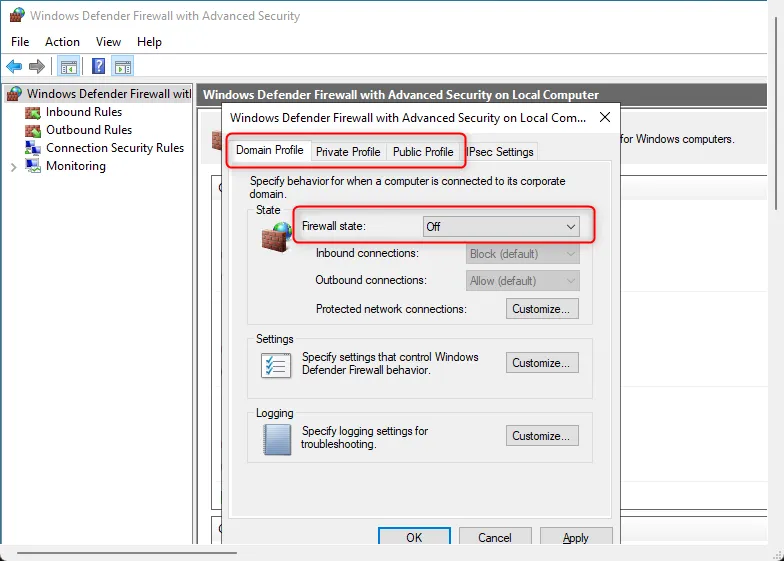 Windows Defender Firewall with Advanced Security
File Action View Help
Windows Defender Firewall wit
Inbound Rules
Outbound Rules
Connection Security Rules
Monitoring
Windows Defender Firewall with Advanced Security on Local Computer
for Windows computers.
Windows Defender Firewall with Advanced Security on Local Com...
Domain Profile Private Profile Public Profile IPsec Settings
Specify behavior for when a computer is connected to its corporate
domain.
State
Firewall state: Off
Inbound connections: Block (default)
Outbound connections: Allow (default)
Protected network connections: Customize...
Settings
Specify settings that control Windows
Defender Firewall behavior.
Customize...
Logging
Specify logging settings for
troubleshooting.
Customize...
OK Cancel Apply